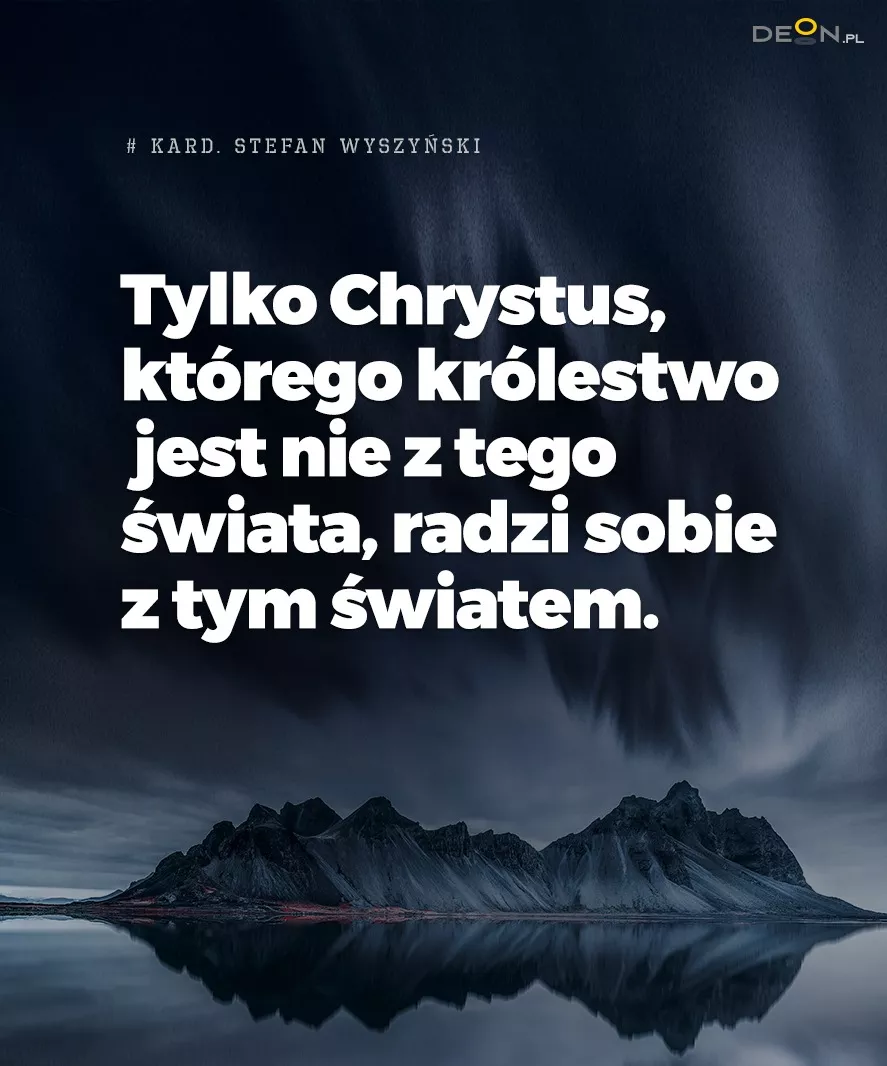 DEON.PL
# KARD. STEFAN WYSZYŃSKI
Tylko Chrystus,
którego królestwo
jest nie z tego
świata, radzi sobie
z tym światem.